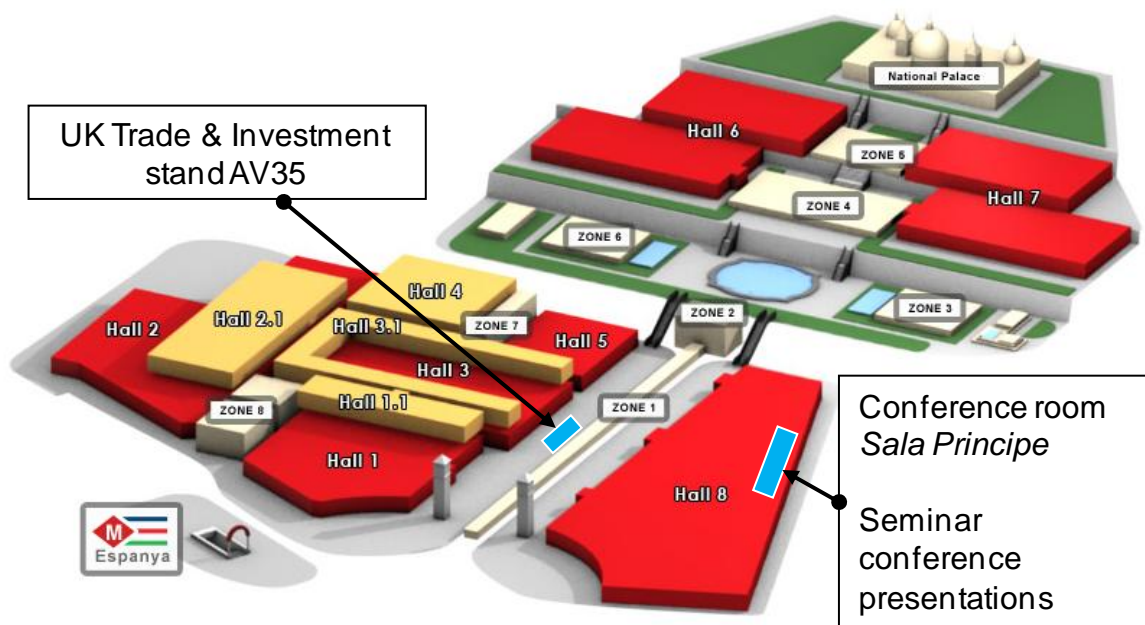 National Palace
UK Trade & Investment
stand AV35
Hall 6
ZONE 5
Hall 7
ZONE 4
ZONE 6
Hall 4
Hall 2.1
Hall 2
Hall 3.1
ZONE 7
ZONE 2
ZONE 3
Hall 5
Hall 3
Hall 1.1
ZONE 8
ZONE 1
Hall 1
Hall 8
Conference room
Sala Principe
Seminar
conference
presentations
M
Espanya